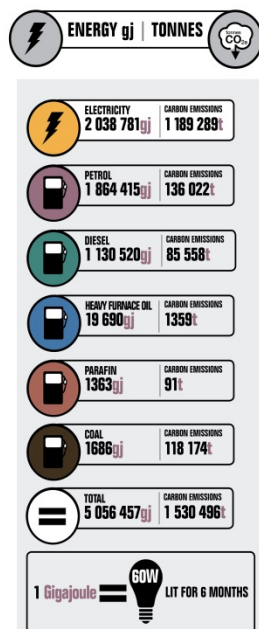 ENERGY gj | TONNES
tonnes
CO2e
ELECTRICITY
2 038 781gj
CARBON EMISSIONS
1 189 289t
PETROL
1 864 415gj
CARBON EMISSIONS
136 022t
DIESEL
1 130 520gj
CARBON EMISSIONS
85 558t
HEAVY FURNACE OIL
19 690gj
CARBON EMISSIONS
1359t
PARAFIN
1363gj
CARBON EMISSIONS
91t
COAL
1686gj
CARBON EMISSIONS
118 174t
TOTAL
5 056 457gj
CARBON EMISSIONS
1 530 496t
1 Gigajoule = 60W LIT FOR 6 MONTHS